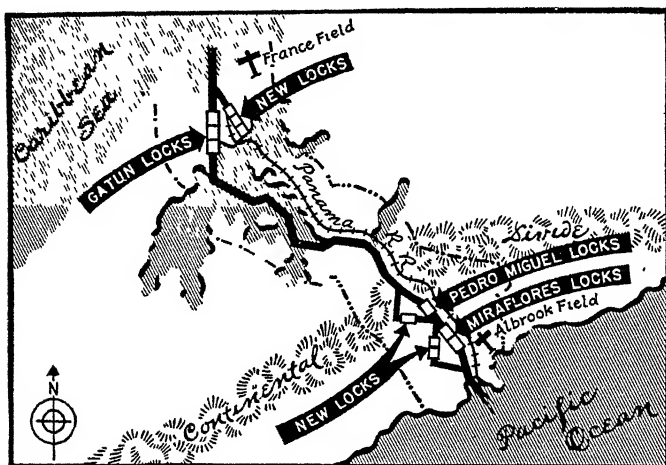 Caribbean
Sea
France Field
NEW LOCKS
GATUN LOCKS
Panama R.R.
Divide
PEDRO MIGUEL LOCKS
MIRAFLORES LOCKS
Albrook Field
Continental
NEW LOCKS
N
Pacific
Ocean